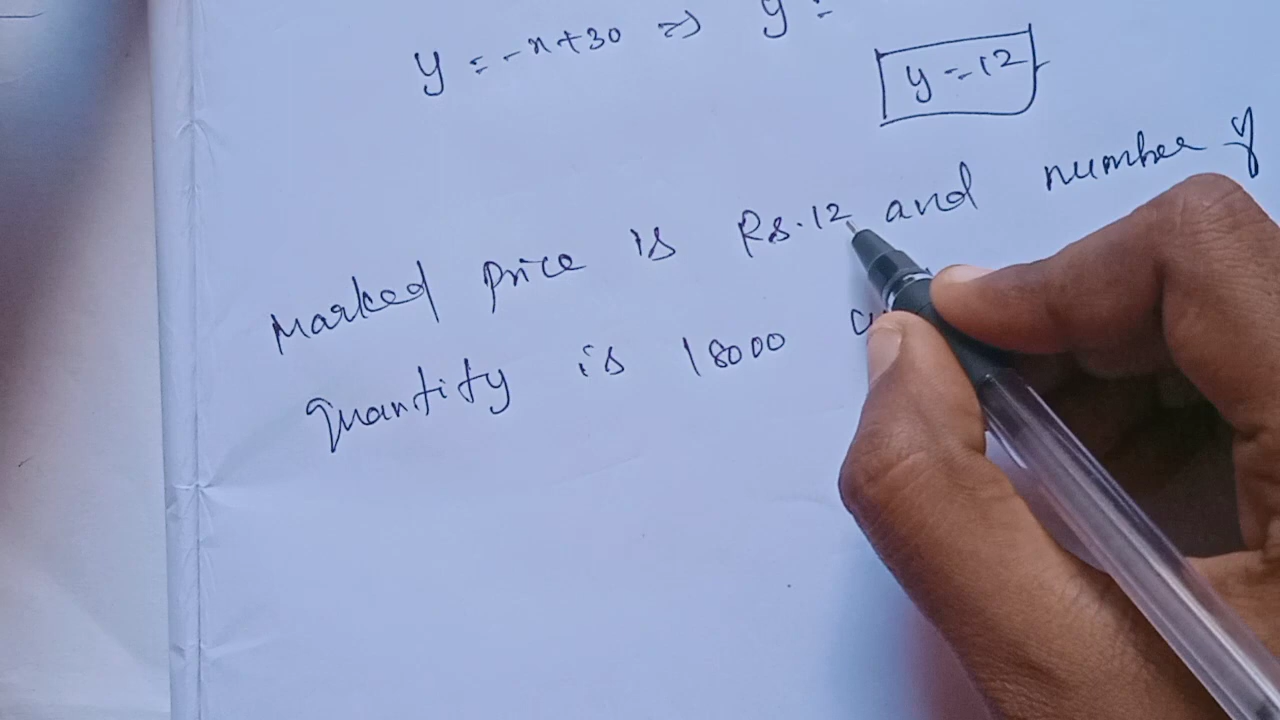 y = -x+30 => y =
y = 12
Marked price is Rs.12 and number of
quantity is 18000